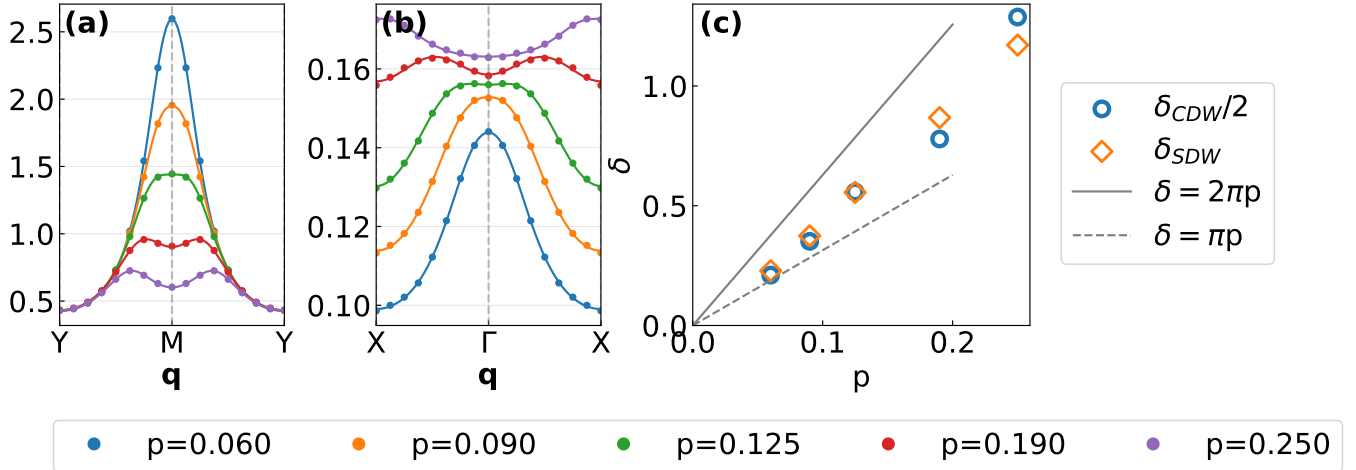 (a)
2.5
2.0
1.5
1.0
0.5
Y M Y
q
(b)
0.16
0.14
0.12
0.10
X Γ X
q
(c)
δ
1.0
0.5
0.0
0.0 0.1 0.2
p
δ_CDW/2
δ_SDW
δ = 2πp
δ = πp
p=0.060 p=0.090 p=0.125 p=0.190 p=0.250